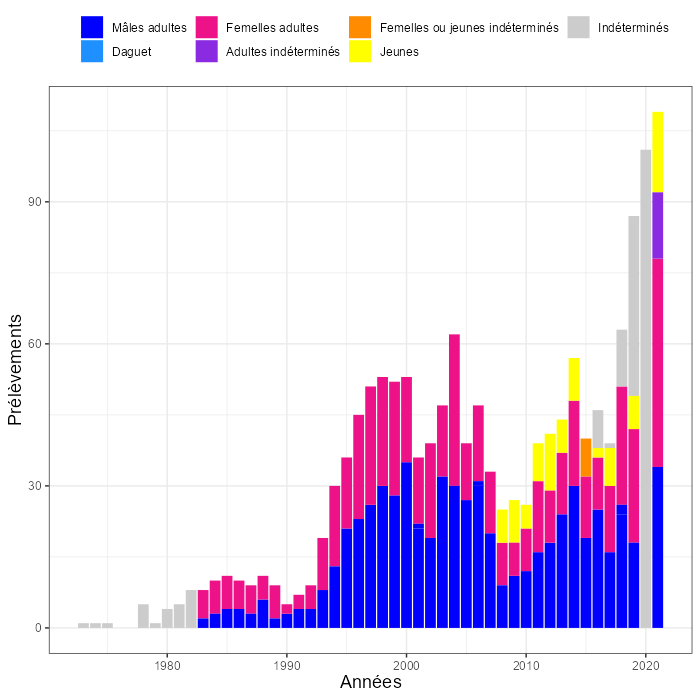 Mâles adultes Femelles adultes Femelles ou jeunes indéterminés Indéterminés
Daguet Adultes indéterminés Jeunes
Prélèvements
90
60
30
0
1980 1990 2000 2010 2020
Années